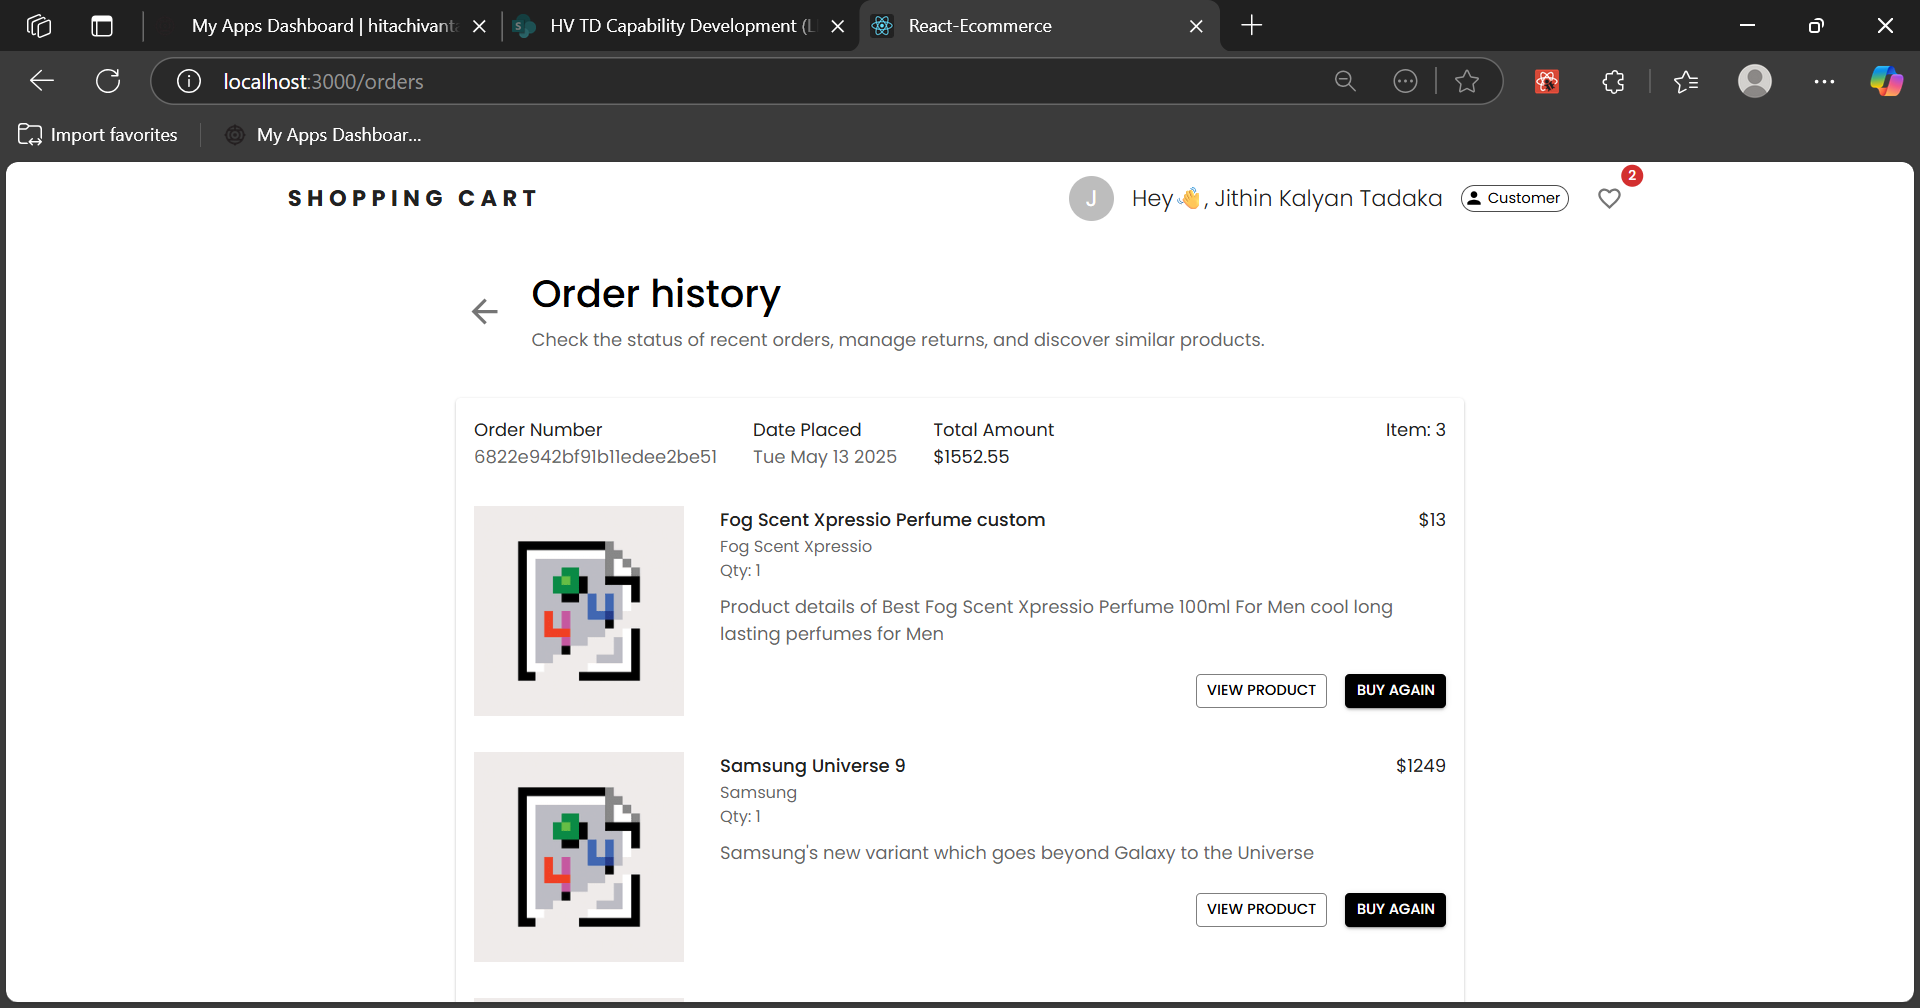 My Apps Dashboard | hitachivanta
HV TD Capability Development (L
React-Ecommerce
localhost:3000/orders
Import favorites
My Apps Dashboar...
SHOPPING CART
J
Hey👋, Jithin Kalyan Tadaka
Customer
2
Order history
Check the status of recent orders, manage returns, and discover similar products.
Order Number
Date Placed
Total Amount
Item: 3
6822e942bf91b11edee2be51
Tue May 13 2025
$1552.55
Fog Scent Xpressio Perfume custom
$13
Fog Scent Xpressio
Qty: 1
Product details of Best Fog Scent Xpressio Perfume 100ml For Men cool long
lasting perfumes for Men
VIEW PRODUCT
BUY AGAIN
Samsung Universe 9
$1249
Samsung
Qty: 1
Samsung's new variant which goes beyond Galaxy to the Universe
VIEW PRODUCT
BUY AGAIN